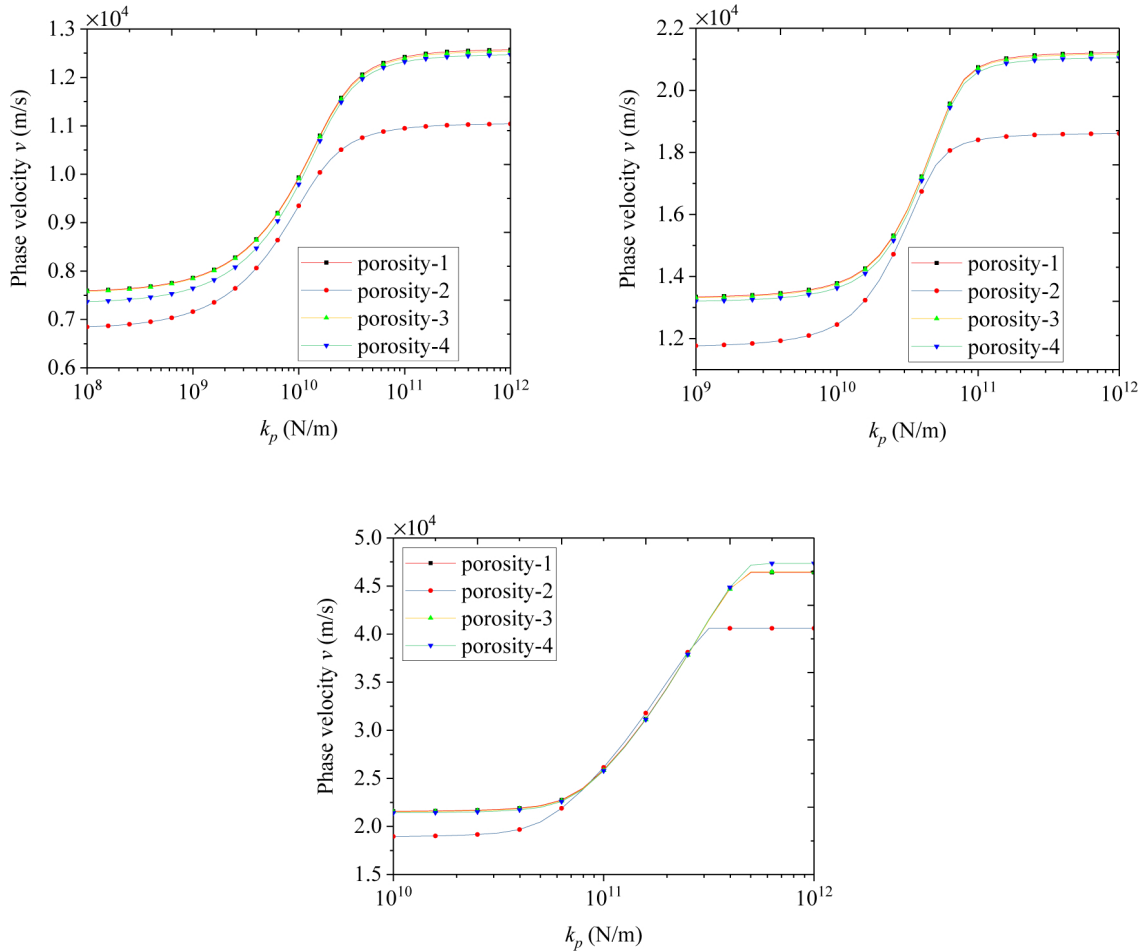 ×10⁴
1.3
1.2
1.1
1.0
0.9
0.8
0.7
0.6
Phase velocity v (m/s)
porosity-1
porosity-2
porosity-3
porosity-4
10⁸ 10⁹ 10¹⁰ 10¹¹ 10¹²
kₚ (N/m)
×10⁴
2.2
2.0
1.8
1.6
1.4
1.2
Phase velocity v (m/s)
porosity-1
porosity-2
porosity-3
porosity-4
10⁹ 10¹⁰ 10¹¹ 10¹²
kₚ (N/m)
×10⁴
5.0
4.5
4.0
3.5
3.0
2.5
2.0
1.5
Phase velocity v (m/s)
porosity-1
porosity-2
porosity-3
porosity-4
10¹⁰ 10¹¹ 10¹²
kₚ (N/m)